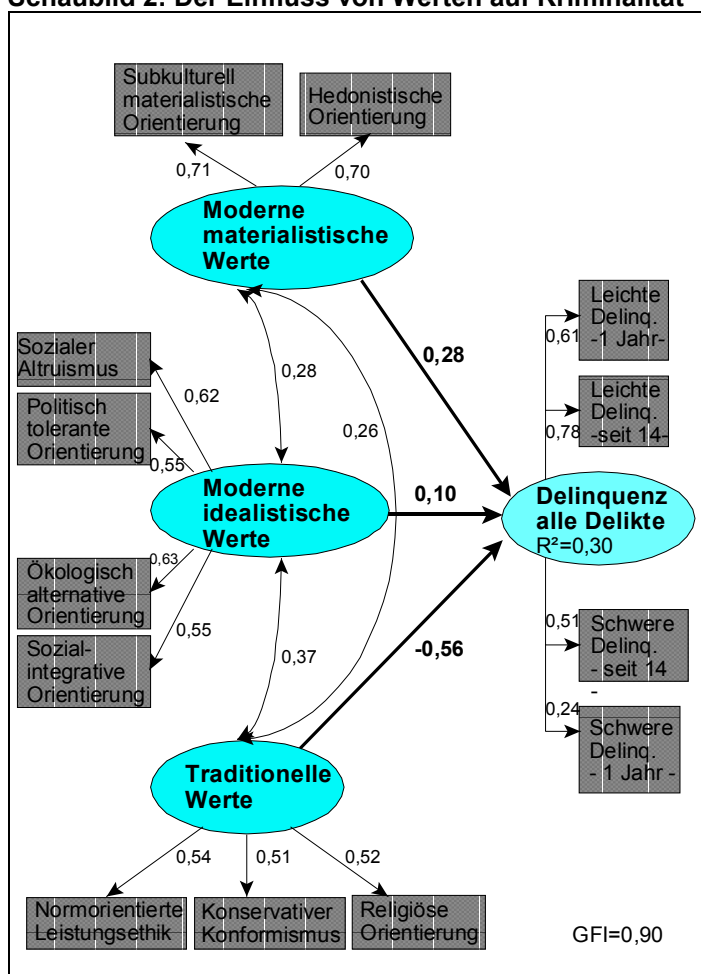 Schaubild 2: Der Einfluss von Werten auf Kriminalität
Subkulturell
materialistische
Orientierung
Hedonistische
Orientierung
0,71
0,70
Moderne
materialistische
Werte
Leichte
Delinq.
-1 Jahr-
0,61
Sozialer
Altruismus
0,28
0,28
0,62
Leichte
Delinq.
-seit 14-
0,78
Politisch
tolerante
Orientierung
0,55
0,26
Moderne
idealistische
Werte
0,10
Delinquenz
alle Delikte
R²=0,30
Ökologisch
alternative
Orientierung
0,63
Sozial-
integrative
Orientierung
0,55
0,37
-0,56
0,51
Schwere
Delinq.
- seit 14
-
0,24
Schwere
Delinq.
- 1 Jahr -
Traditionelle
Werte
0,54
0,51
0,52
Normorientierte
Leistungsethik
Konservativer
Konformismus
Religiöse
Orientierung
GFI=0,90